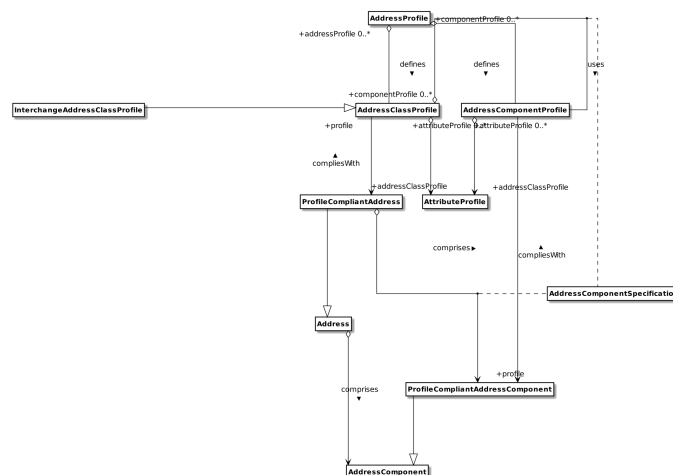 AddressProfile
+componentProfile 0..*
+addressProfile 0..*
defines
▼
defines
▼
uses
▼
+componentProfile 0..*
InterchangeAddressClassProfile
AddressClassProfile
AddressComponentProfile
+profile
+attributeProfile 0..*
+attributeProfile 0..*
▲
compliesWith
+addressClassProfile
+addressClassProfile
ProfileCompliantAddress
AttributeProfile
comprises ►
▲
compliesWith
AddressComponentSpecificatio
Address
+profile
comprises
▼
ProfileCompliantAddressComponent
AddressComponent